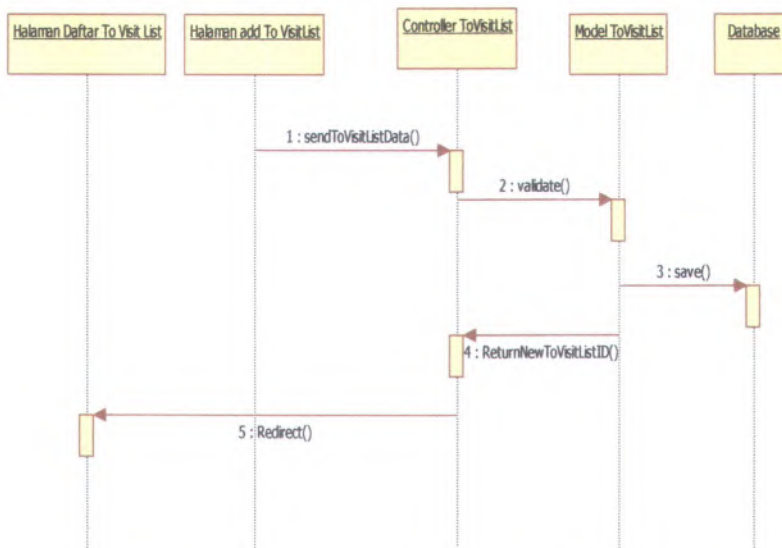 Halaman Daftar To Visit List
Halaman add To VisitList
Controller ToVisitList
Model ToVisitList
Database
1 : sendToVisitListData()
2 : validate()
3 : save()
4 : ReturnNewToVisitListID()
5 : Redirect()